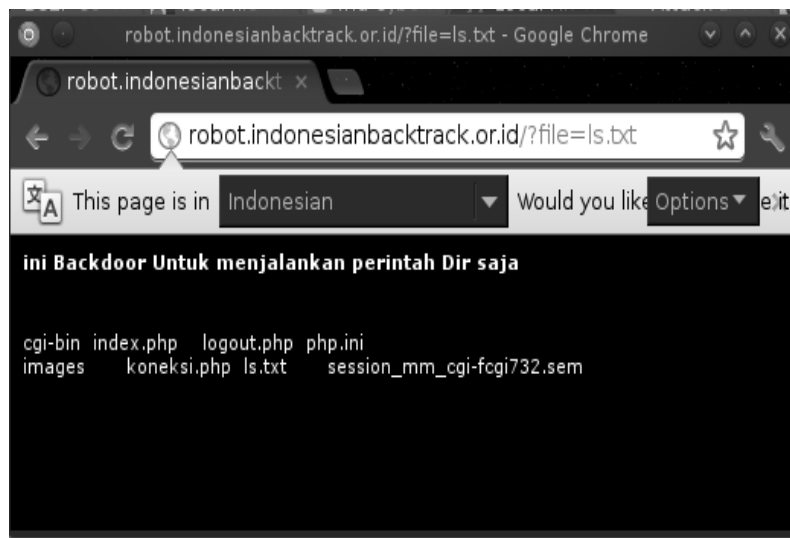 robot.indonesianbacktrack.or.id/?file=ls.txt - Google Chrome
robot.indonesianbackt
robot.indonesianbacktrack.or.id/?file=ls.txt
This page is in Indonesian Would you like Options
ini Backdoor Untuk menjalankan perintah Dir saja
cgi-bin index.php logout.php php.ini
images koneksi.php ls.txt session_mm_cgi-fcgi732.sem